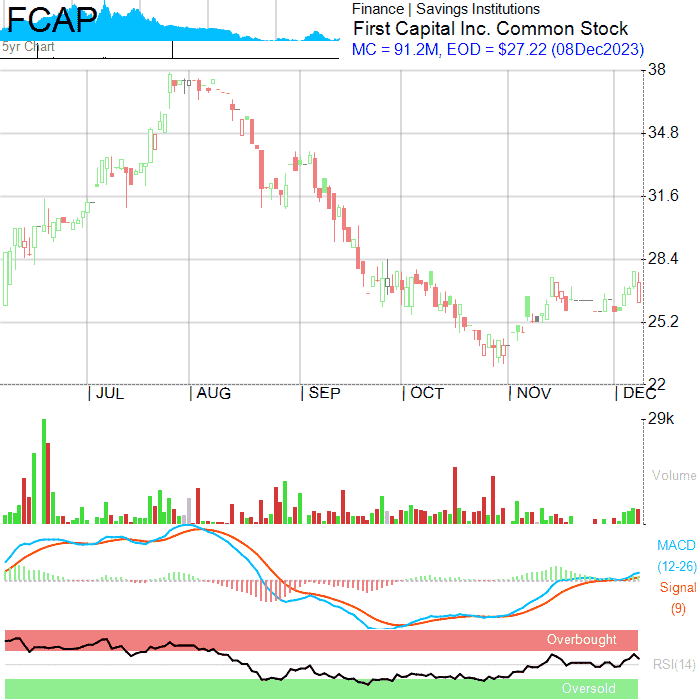 FCAP
5yr Chart
Finance | Savings Institutions
First Capital Inc. Common Stock
MC = 91.2M, EOD = $27.22 (08Dec2023)
38
34.8
31.6
28.4
25.2
22
| JUL | AUG | SEP | OCT | NOV | DEC
29k
Volume
MACD
(12-26)
Signal
(9)
Overbought
RSI(14)
Oversold